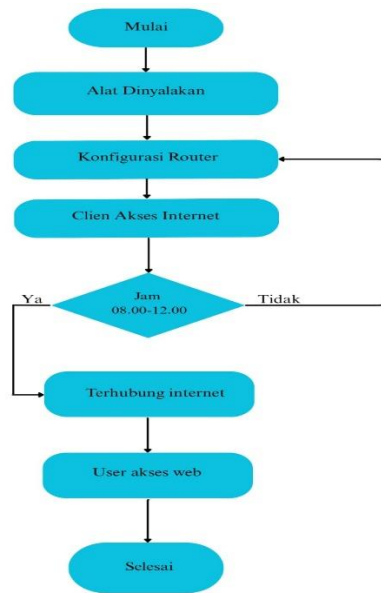 Mulai
Alat Dinyalakan
Konfigurasi Router
Clien Akses Internet
Jam
08.00-12.00
Ya
Tidak
Terhubung internet
User akses web
Selesai